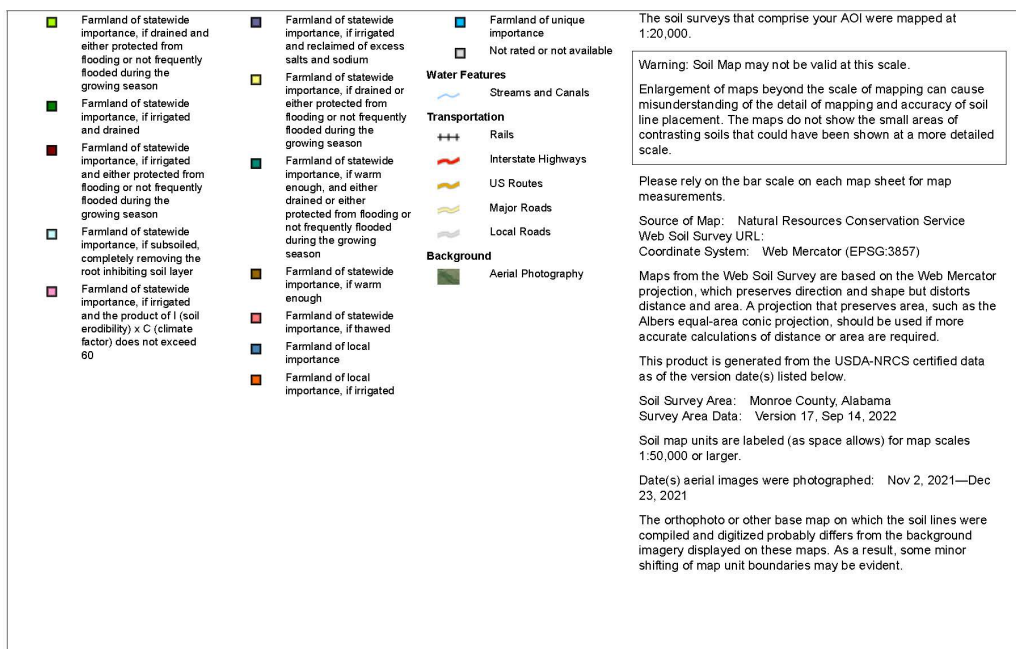 Farmland of statewide
importance, if drained and
either protected from
flooding or not frequently
flooded during the
growing season
Farmland of statewide
importance, if irrigated
and drained
Farmland of statewide
importance, if irrigated
and either protected from
flooding or not frequently
flooded during the
growing season
Farmland of statewide
importance, if subsoiled,
completely removing the
root inhibiting soil layer
Farmland of statewide
importance, if irrigated
and the product of I (soil
erodibility) x C (climate
factor) does not exceed
60
Farmland of statewide
importance, if irrigated
and reclaimed of excess
salts and sodium
Farmland of statewide
importance, if drained or
either protected from
flooding or not frequently
flooded during the
growing season
Farmland of statewide
importance, if warm
enough, and either
drained or either
protected from flooding or
not frequently flooded
during the growing
season
Farmland of statewide
importance, if warm
enough
Farmland of statewide
importance, if thawed
Farmland of local
importance
Farmland of local
importance, if irrigated
Farmland of unique
importance
Not rated or not available
Water Features
Streams and Canals
Transportation
Rails
Interstate Highways
US Routes
Major Roads
Local Roads
Background
Aerial Photography
The soil surveys that comprise your AOI were mapped at
1:20,000.
Warning: Soil Map may not be valid at this scale.
Enlargement of maps beyond the scale of mapping can cause
misunderstanding of the detail of mapping and accuracy of soil
line placement. The maps do not show the small areas of
contrasting soils that could have been shown at a more detailed
scale.
Please rely on the bar scale on each map sheet for map
measurements.
Source of Map: Natural Resources Conservation Service
Web Soil Survey URL:
Coordinate System: Web Mercator (EPSG:3857)
Maps from the Web Soil Survey are based on the Web Mercator
projection, which preserves direction and shape but distorts
distance and area. A projection that preserves area, such as the
Albers equal-area conic projection, should be used if more
accurate calculations of distance or area are required.
This product is generated from the USDA-NRCS certified data
as of the version date(s) listed below.
Soil Survey Area: Monroe County, Alabama
Survey Area Data: Version 17, Sep 14, 2022
Soil map units are labeled (as space allows) for map scales
1:50,000 or larger.
Date(s) aerial images were photographed: Nov 2, 2021—Dec
23, 2021
The orthophoto or other base map on which the soil lines were
compiled and digitized probably differs from the background
imagery displayed on these maps. As a result, some minor
shifting of map unit boundaries may be evident.